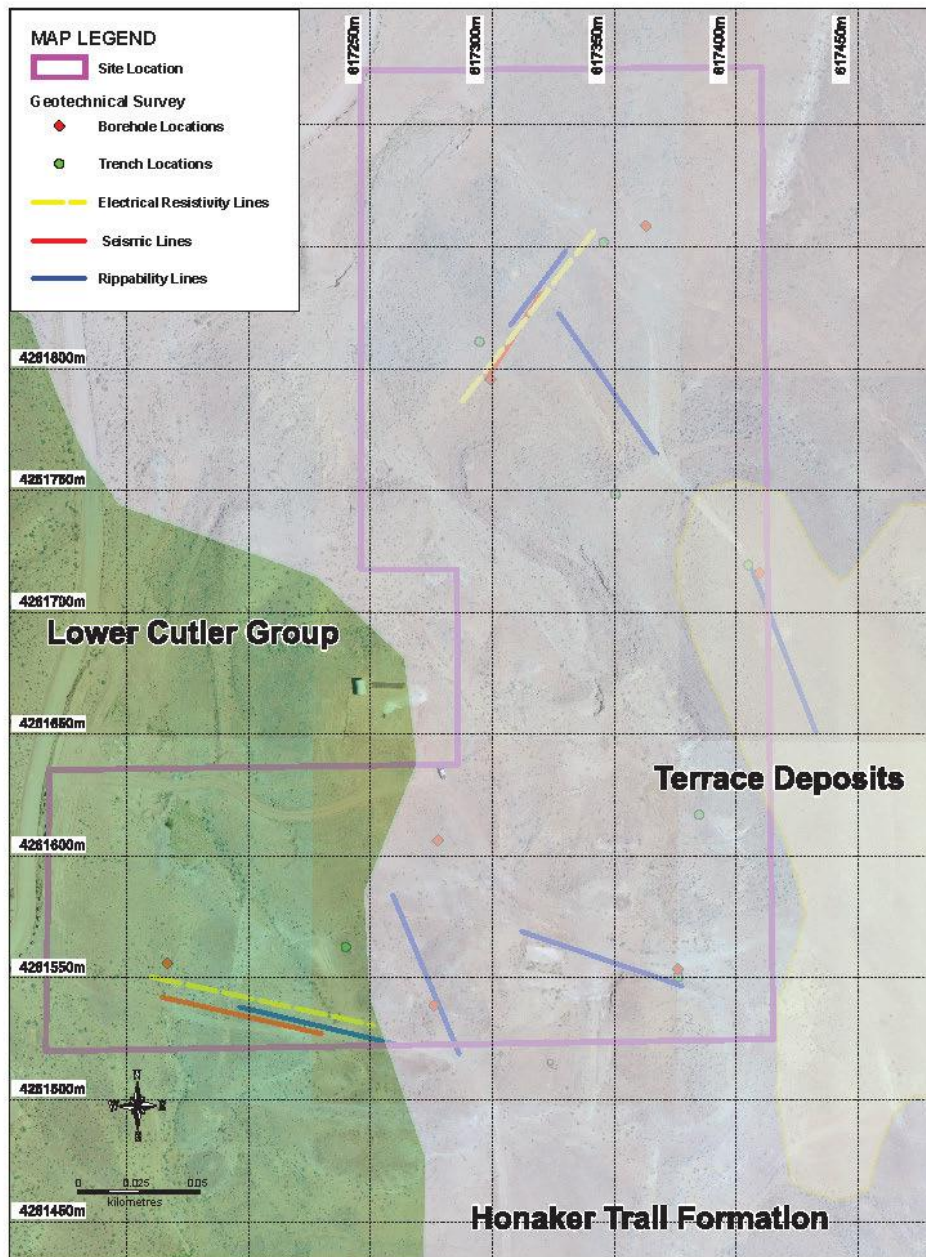 MAP LEGEND
Site Location
Geotechnical Survey
Borehole Locations
Trench Locations
Electrical Resistivity Lines
Seismic Lines
Rippability Lines
617250m
617300m
617350m
617400m
617450m
4261800m
4261750m
4261700m
Lower Cutler Group
4261650m
Terrace Deposits
4261600m
4261550m
4261500m
N
W E
S
0 0.025 0.05
kilometres
4261450m
Honaker Trail Formation